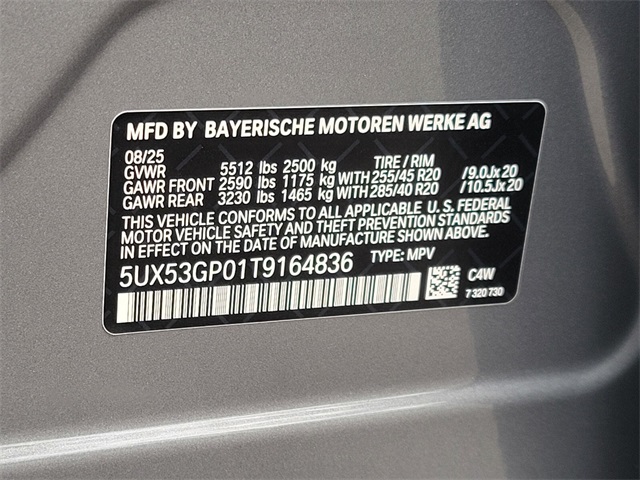 MFD BY BAYERISCHE MOTOREN WERKE AG
08/25
GVWR 5512 lbs 2500 kg TIRE / RIM
GAWR FRONT 2590 lbs 1175 kg WITH 255/45 R20 /9.0Jx20
GAWR REAR 3230 lbs 1465 kg WITH 285/40 R20 /10.5Jx20
THIS VEHICLE CONFORMS TO ALL APPLICABLE U. S. FEDERAL
MOTOR VEHICLE SAFETY AND THEFT PREVENTION STANDARDS
IN EFFECT ON THE DATE OF MANUFACTURE SHOWN ABOVE.
5UX53GP01T9164836 TYPE: MPV
C4W
7 320 730